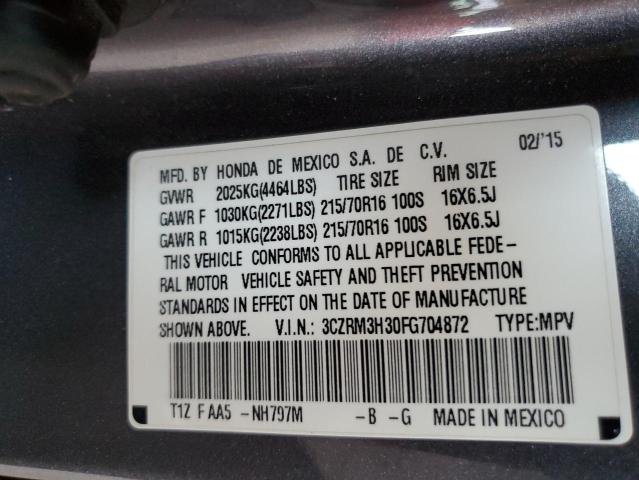 MFD. BY HONDA DE MEXICO S.A. DE C.V. 02/'15
GVWR 2025KG(4464LBS) TIRE SIZE RIM SIZE
GAWR F 1030KG(2271LBS) 215/70R16 100S 16X6.5J
GAWR R 1015KG(2238LBS) 215/70R16 100S 16X6.5J
THIS VEHICLE CONFORMS TO ALL APPLICABLE FEDE-
RAL MOTOR VEHICLE SAFETY AND THEFT PREVENTION
STANDARDS IN EFFECT ON THE DATE OF MANUFACTURE
SHOWN ABOVE. V.I.N.: 3CZRM3H30FG704872 TYPE:MPV
T1Z F AA5 -NH797M -B -G MADE IN MEXICO